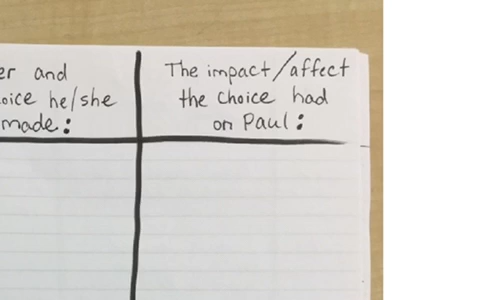 er and
oice he/she
made:
The impact/affect
the choice had
on Paul: